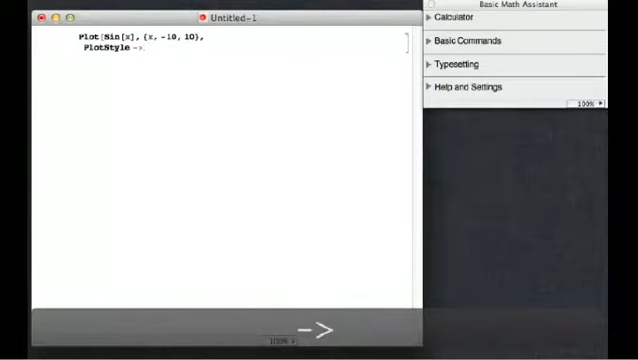 Untitled-1
Plot[Sin[x], {x, -10, 10},
PlotStyle ->
Basic Math Assistant
Calculator
Basic Commands
Typesetting
Help and Settings
100%
->
100%